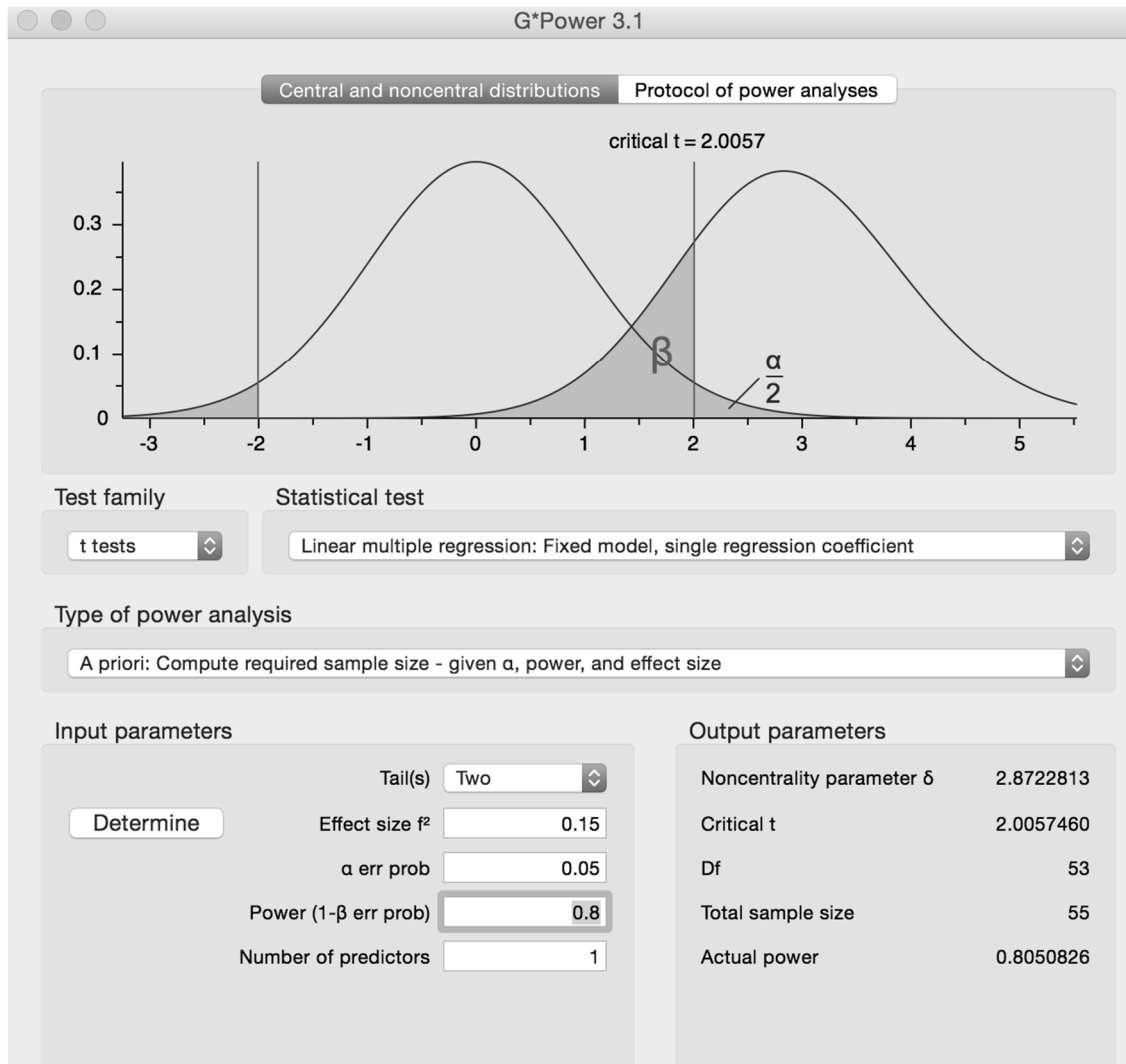 G*Power 3.1
Central and noncentral distributions Protocol of power analyses
critical t = 2.0057
0.3
0.2
0.1
0
β
α
2
-3 -2 -1 0 1 2 3 4 5
Test family Statistical test
t tests Linear multiple regression: Fixed model, single regression coefficient
Type of power analysis
A priori: Compute required sample size - given α, power, and effect size
Input parameters Output parameters
Tail(s) Two Noncentrality parameter δ 2.8722813
Determine Effect size f² 0.15 Critical t 2.0057460
α err prob 0.05 Df 53
Power (1-β err prob) 0.8 Total sample size 55
Number of predictors 1 Actual power 0.8050826